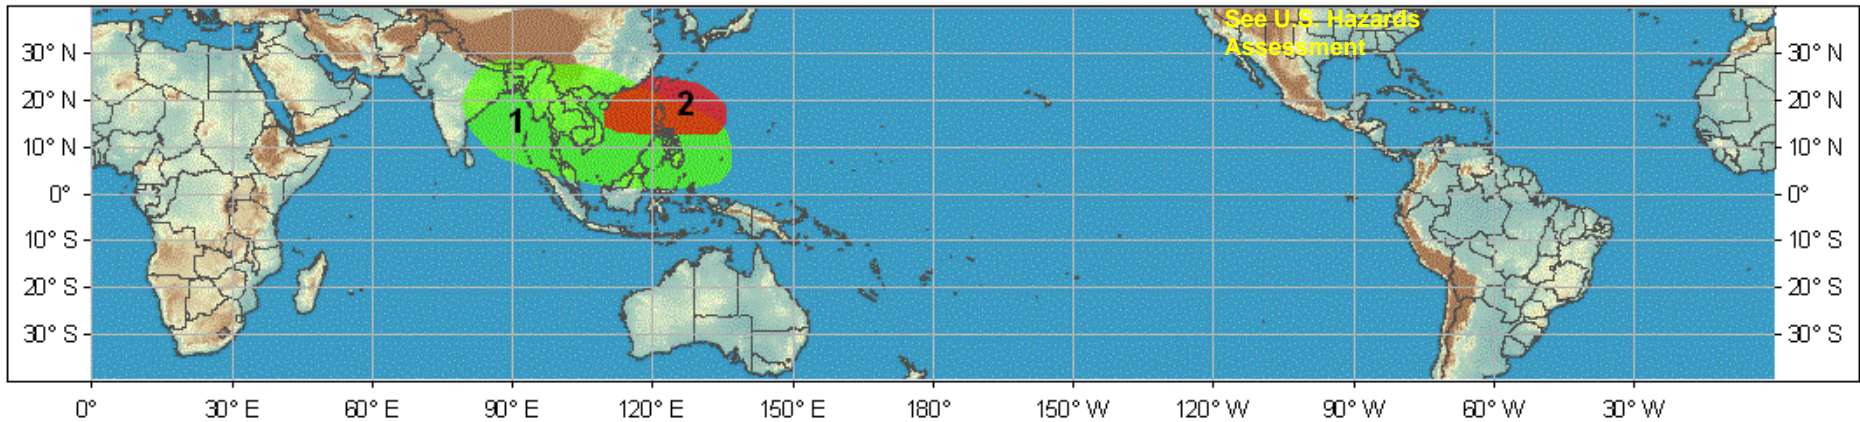 See U.S. Hazards
Assessment
30° N
30° N
20° N
20° N
10° N
10° N
0°
0°
10° S
10° S
20° S
20° S
30° S
30° S
1
2
0°
30° E
60° E
90° E
120° E
150° E
180°
150° W
120° W
90° W
60° W
30° W